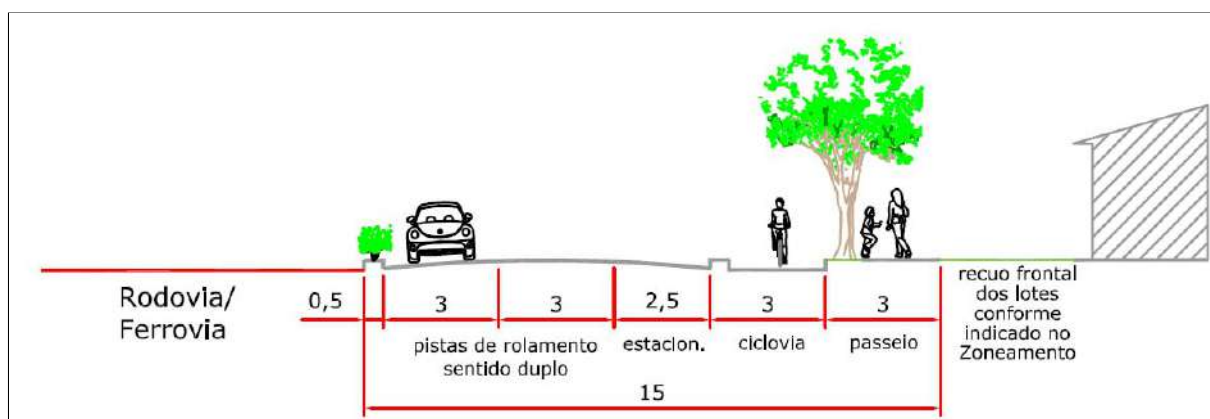 Rodovia/
Ferrovia
0,5
3
3
2,5
3
3
pistas de rolamento
sentido duplo
estacion.
ciclovia
passeio
recuo frontal
dos lotes
conforme
indicado no
Zoneamento
15